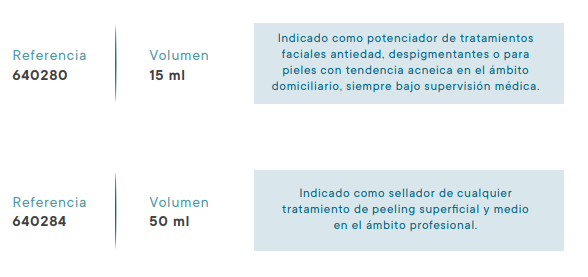 Indicado como potenciador de tratamientos
Referencia Volumen faciales antiedad, despigmentantes o para
640280 15 ml pieles con tendencia acneica en el ámbito
domiciliario, siempre bajo supervisión médica.
Referencia Volumen Indicado como sellador de cualquier
tratamiento de peeling superficial y medio
640284 50 ml en el ámbito profesional.